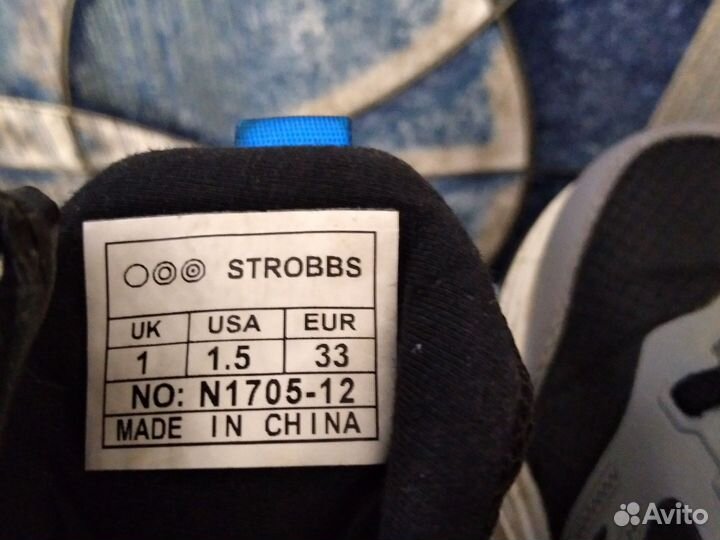 STROBBS
UK USA EUR
1 1.5 33
NO: N1705-12
MADE IN CHINA
Avito